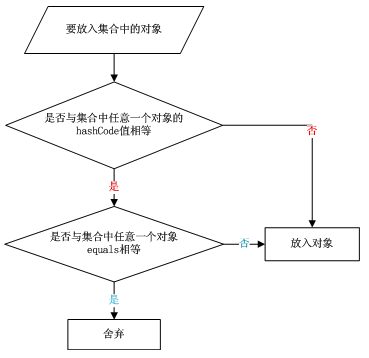 要放入集合中的对象
是否与集合中任意一个对象的
hashCode值相等
否
是
是否与集合中任意一个对象
equals相等
否
放入对象
是
舍弃